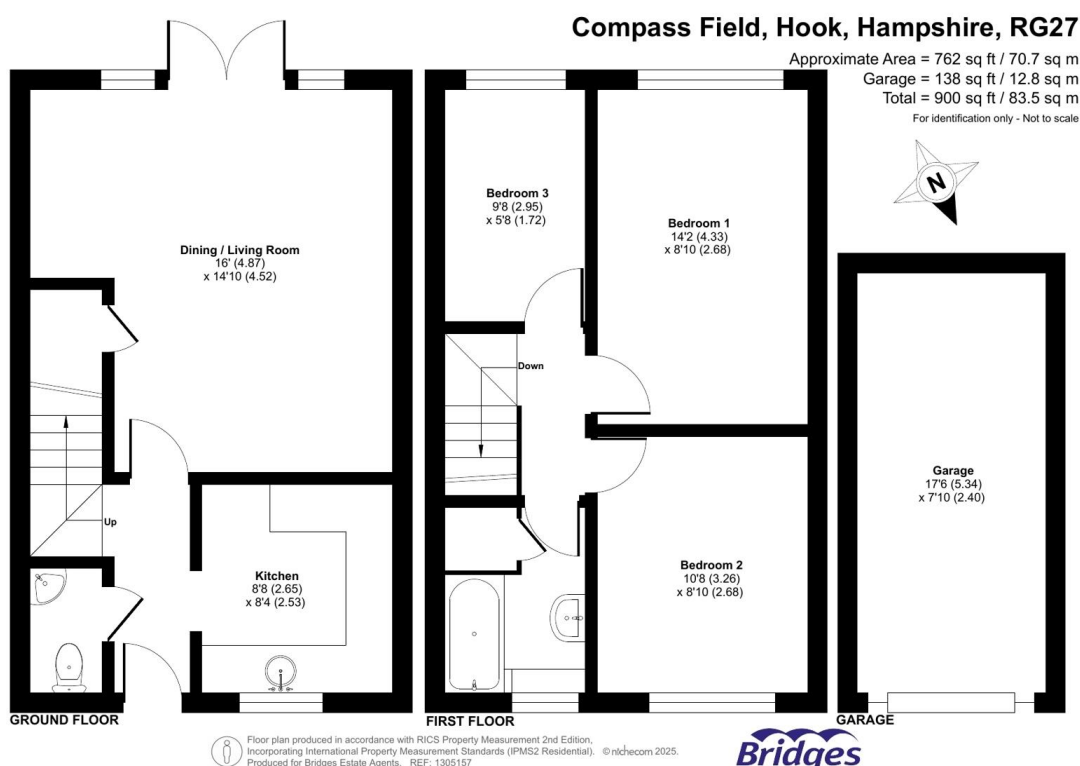 Compass Field, Hook, Hampshire, RG27
Approximate Area = 762 sq ft / 70.7 sq m
Garage = 138 sq ft / 12.8 sq m
Total = 900 sq ft / 83.5 sq m
For identification only - Not to scale
N
Dining / Living Room
16' (4.87)
x 14'10 (4.52)
Up
Kitchen
8'8 (2.65)
x 8'4 (2.53)
GROUND FLOOR
Bedroom 3
9'8 (2.95)
x 5'8 (1.72)
Bedroom 1
14'2 (4.33)
x 8'10 (2.68)
Down
Bedroom 2
10'8 (3.26)
x 8'10 (2.68)
FIRST FLOOR
Garage
17'6 (5.34)
x 7'10 (2.40)
GARAGE
Floor plan produced in accordance with RICS Property Measurement 2nd Edition,
Incorporating International Property Measurement Standards (IPMS2 Residential). © nichecom 2025.
Produced for Bridges Estate Agents. REF: 1305157
Bridges